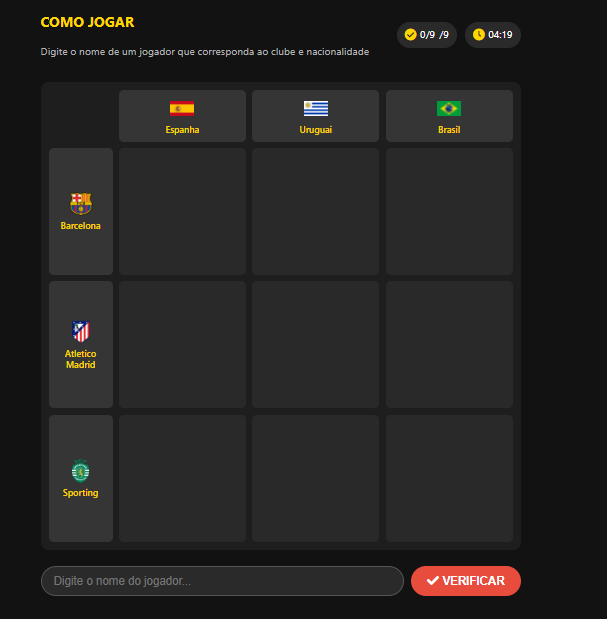 COMO JOGAR
Digite o nome de um jogador que corresponda ao clube e nacionalidade
0/9 /9
04:19
Espanha
Uruguai
Brasil
Barcelona
Atletico
Madrid
Sporting
Digite o nome do jogador...
VERIFICAR